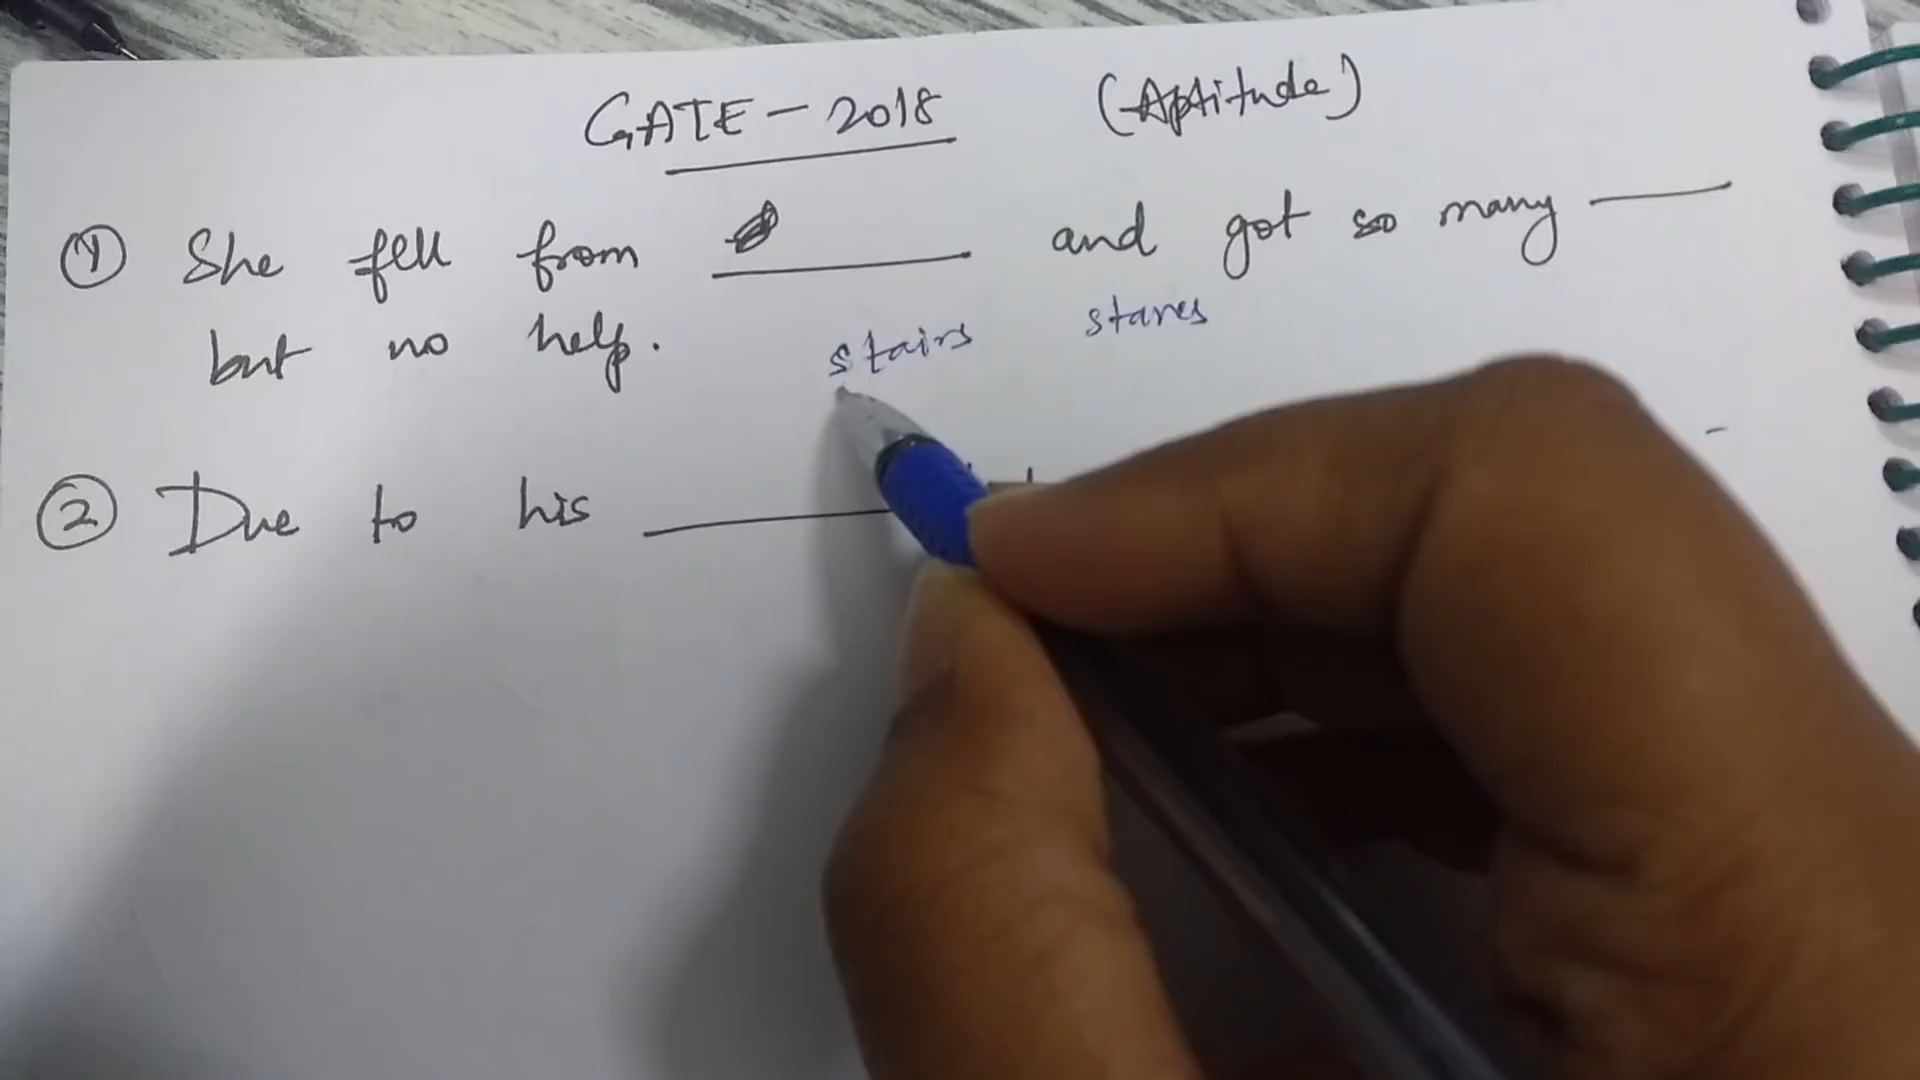 GATE - 2018 (Aptitude)
① She fell from ______ and got so many ______
but no help.
stairs stares
② Due to his ______